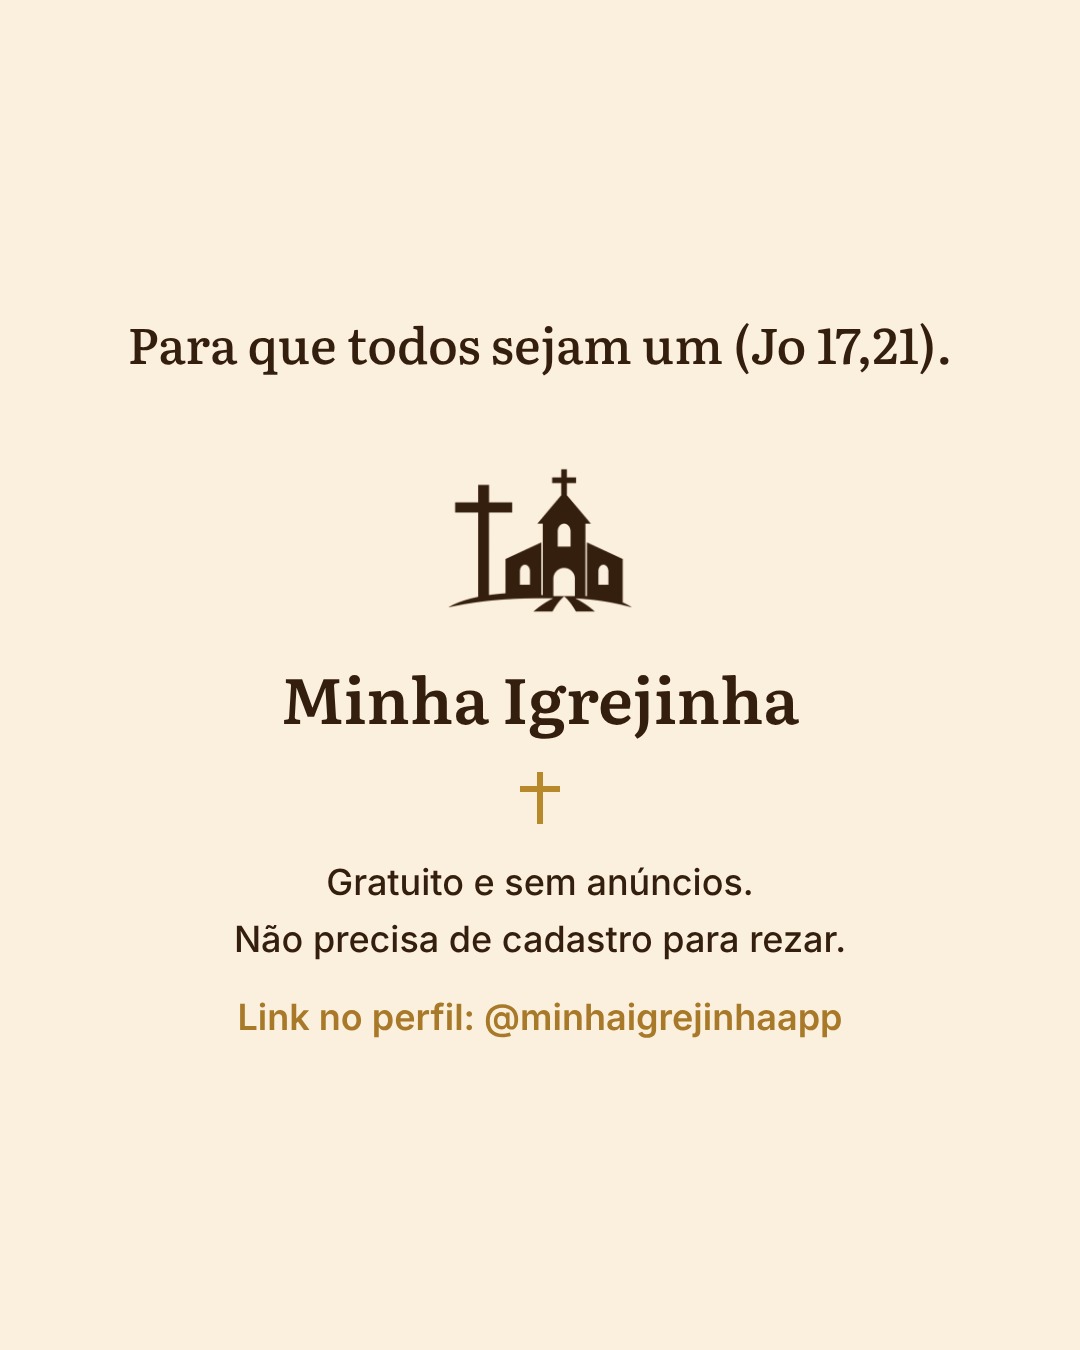 Para que todos sejam um (Jo 17,21).
Minha Igrejinha
Gratuito e sem anúncios.
Não precisa de cadastro para rezar.
Link no perfil: @minhaigrejinhaapp